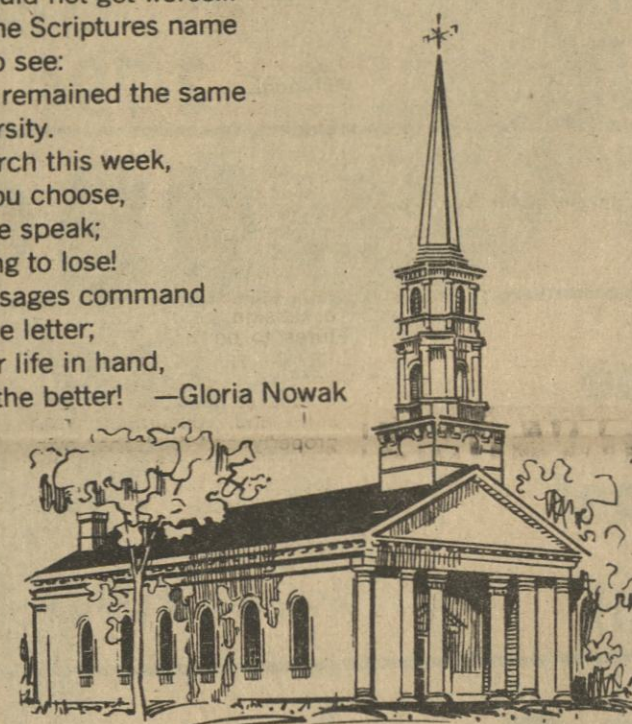 ne Scriptures name
o see:
remained the same
rsity.
rch this week,
ou choose,
e speak;
ng to lose!
sages command
e letter;
r life in hand,
the better! —Gloria Nowak